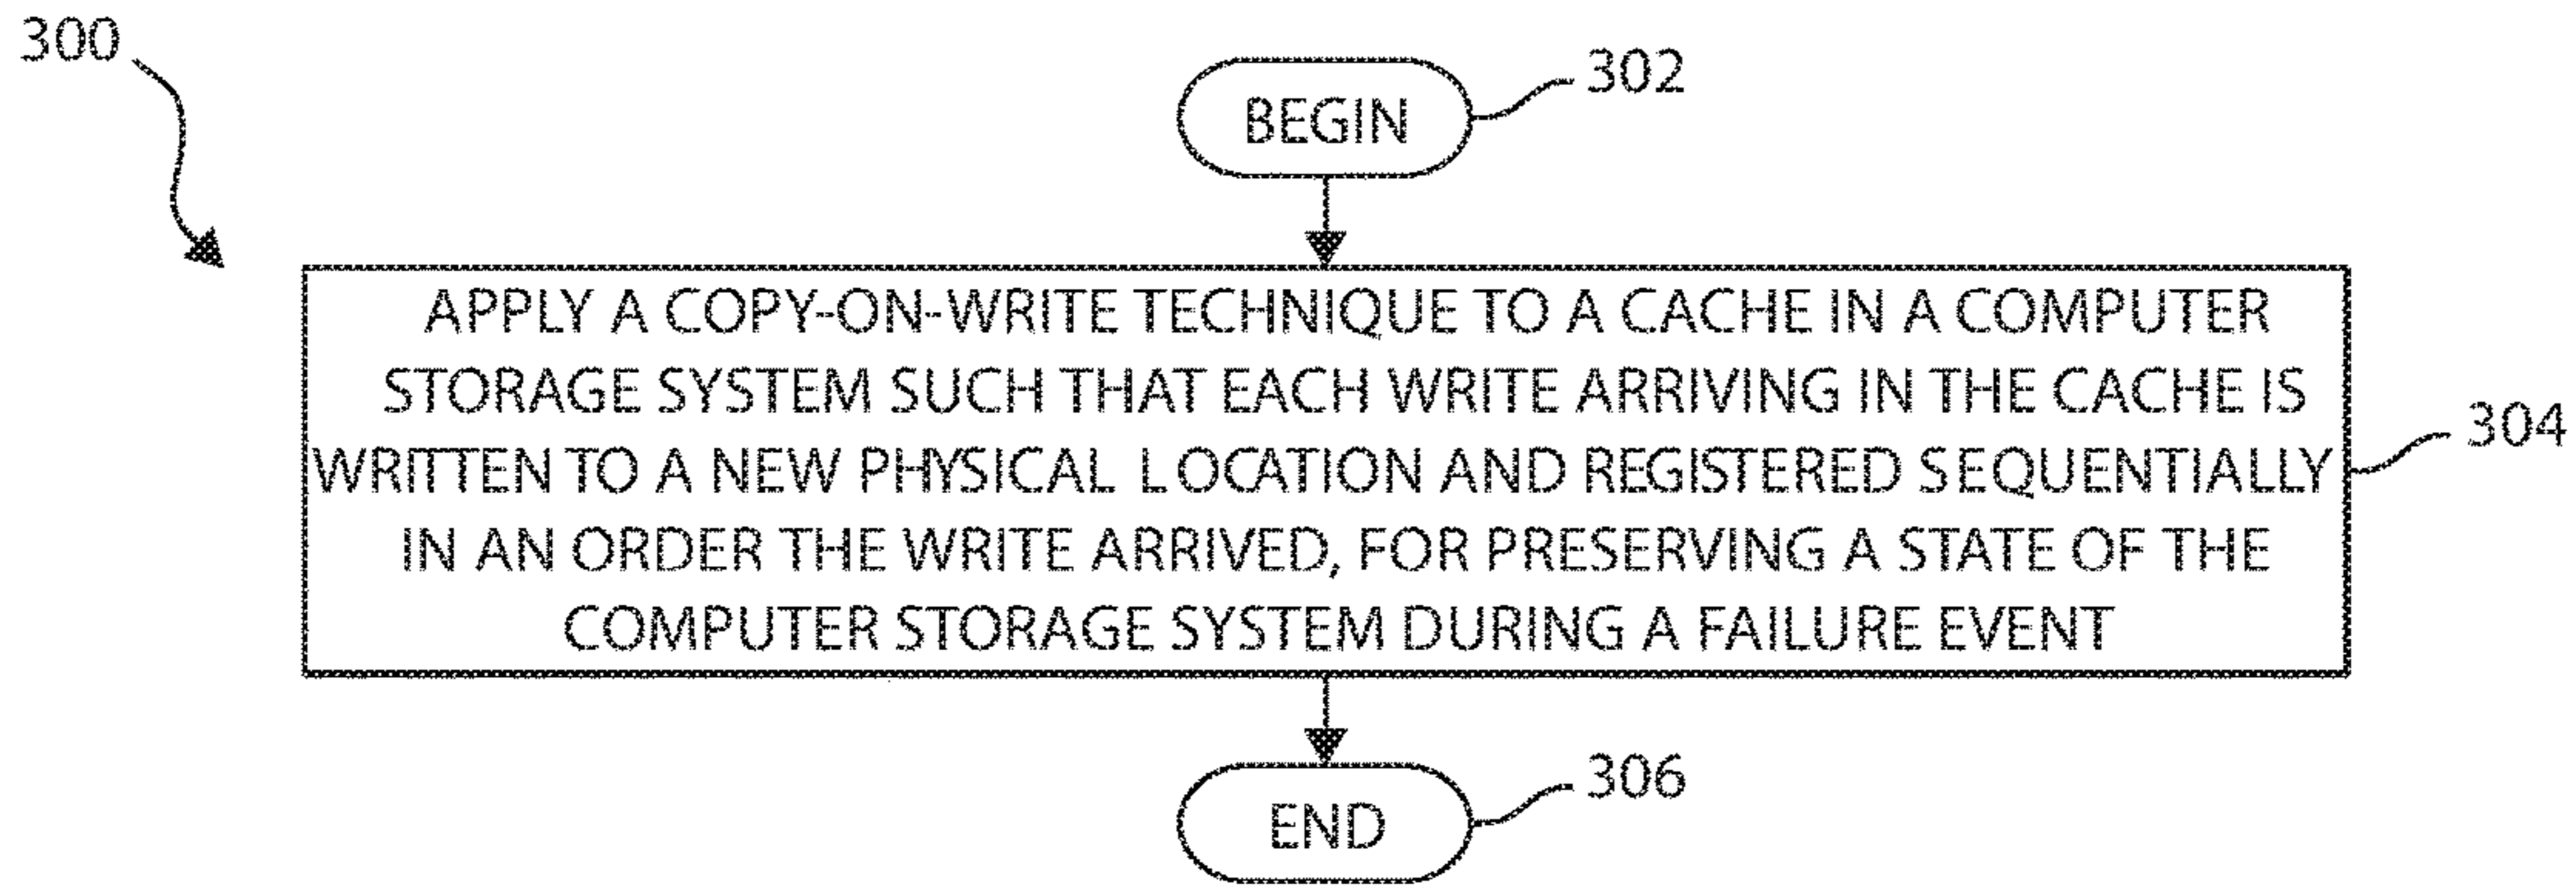 300
302
BEGIN
APPLY A COPY-ON-WRITE TECHNIQUE TO A CACHE IN A COMPUTER
STORAGE SYSTEM SUCH THAT EACH WRITE ARRIVING IN THE CACHE IS
WRITTEN TO A NEW PHYSICAL LOCATION AND REGISTERED SEQUENTIALLY
IN AN ORDER THE WRITE ARRIVED, FOR PRESERVING A STATE OF THE
COMPUTER STORAGE SYSTEM DURING A FAILURE EVENT
304
306
END